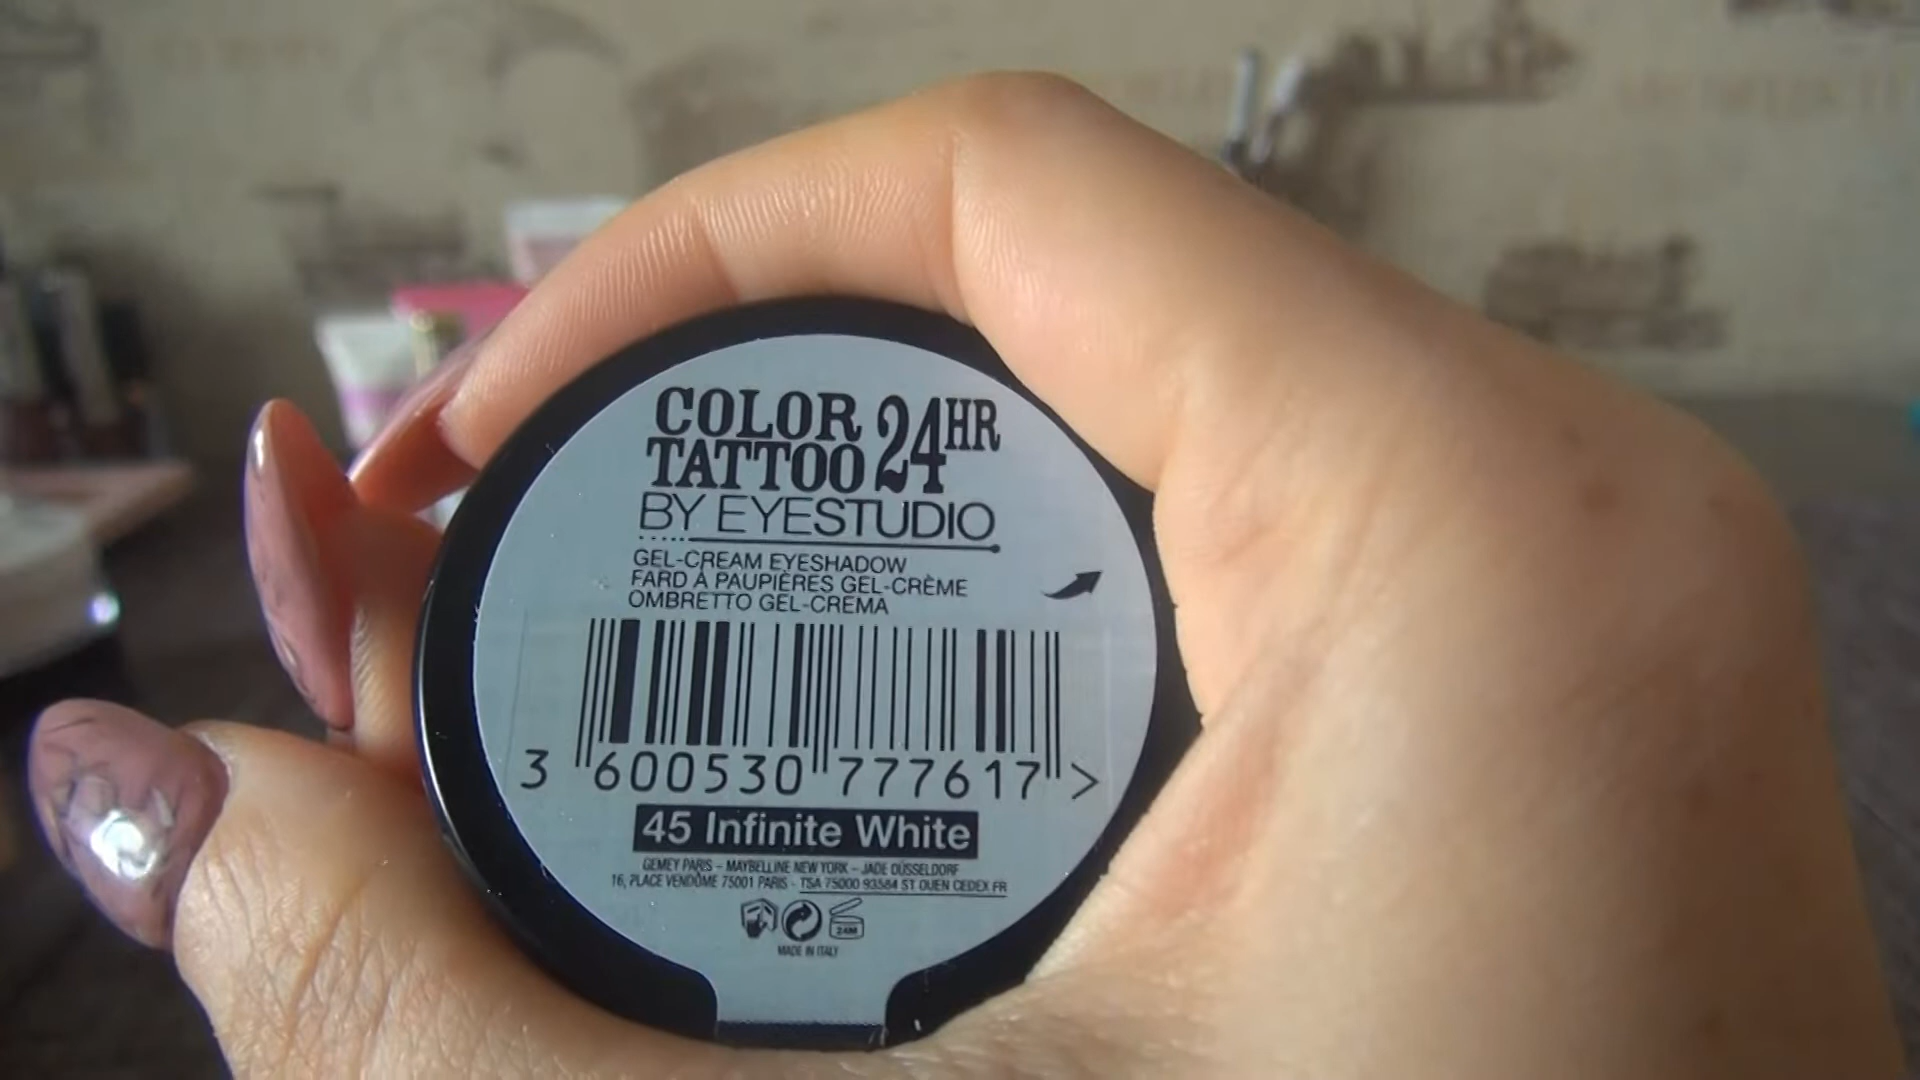 COLOR TATTOO 24HR
BY EYESTUDIO
GEL-CREAM EYESHADOW
FARD À PAUPIÈRES GEL-CRÈME
OMBRETTO GEL-CREMA
3 600530 777617 >
45 Infinite White
GEMEY PARIS – MAYBELLINE NEW YORK – JADE DÜSSELDORF
16, PLACE VENDÔME 75001 PARIS - TSA 75000 93584 ST OUEN CEDEX FR
24M
MADE IN ITALY